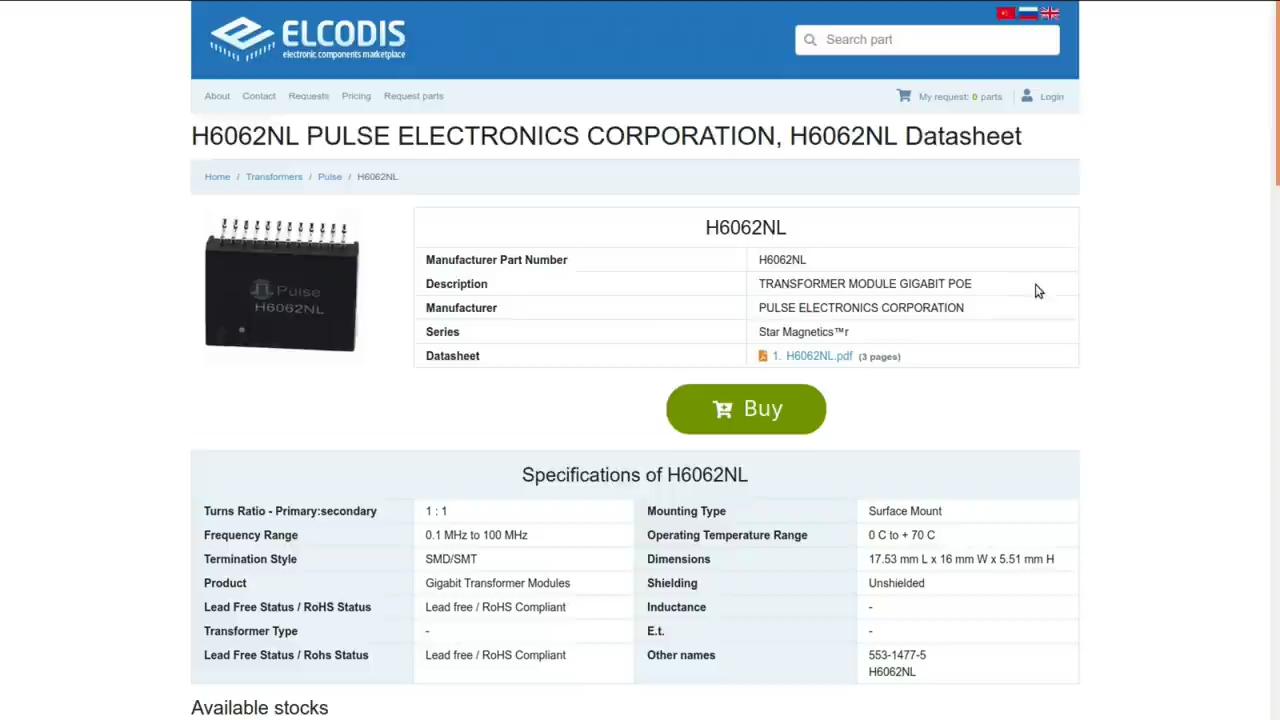 ELCODIS
electronic components marketplace
Search part
About Contact Requests Pricing Request parts My request: 0 parts Login
H6062NL PULSE ELECTRONICS CORPORATION, H6062NL Datasheet
Home / Transformers / Pulse / H6062NL
Pulse
H6062NL
H6062NL
Manufacturer Part Number H6062NL
Description TRANSFORMER MODULE GIGABIT POE
Manufacturer PULSE ELECTRONICS CORPORATION
Series Star Magnetics™r
Datasheet 1. H6062NL.pdf (3 pages)
Buy
Specifications of H6062NL
Turns Ratio - Primary:secondary 1 : 1 Mounting Type Surface Mount
Frequency Range 0.1 MHz to 100 MHz Operating Temperature Range 0 C to + 70 C
Termination Style SMD/SMT Dimensions 17.53 mm L x 16 mm W x 5.51 mm H
Product Gigabit Transformer Modules Shielding Unshielded
Lead Free Status / RoHS Status Lead free / RoHS Compliant Inductance -
Transformer Type - E.t. -
Lead Free Status / Rohs Status Lead free / RoHS Compliant Other names 553-1477-5
H6062NL
Available stocks